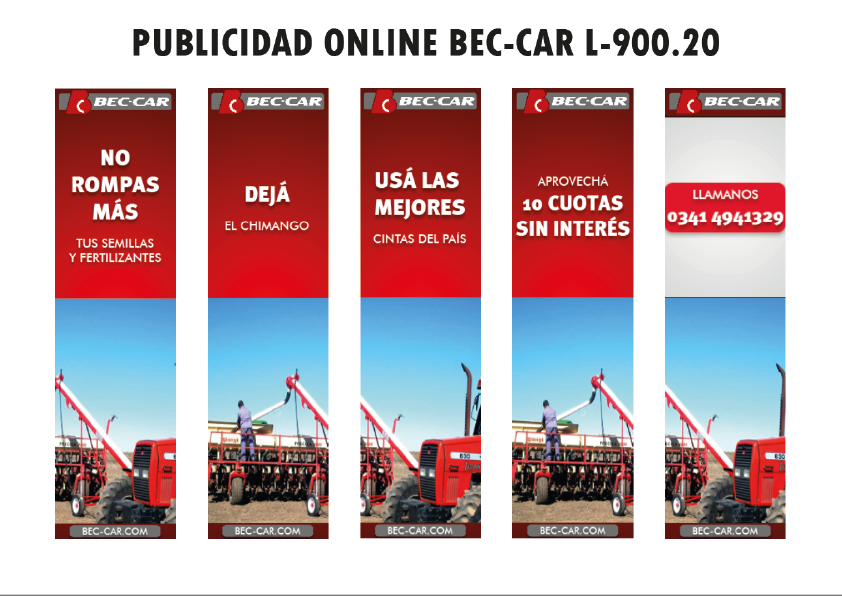 PUBLICIDAD ONLINE BEC-CAR L-900.20
BEC-CAR
NO
ROMPAS
MÁS
TUS SEMILLAS
Y FERTILIZANTES
BEC-CAR.COM
BEC-CAR
DEJÁ
EL CHIMANGO
BEC-CAR.COM
BEC-CAR
USÁ LAS
MEJORES
CINTAS DEL PAÍS
630
BEC-CAR.COM
BEC-CAR
APROVECHÁ
10 CUOTAS
SIN INTERÉS
BEC-CAR.COM
BEC-CAR
LLAMANOS
0341 4941329
630
BEC-CAR.COM